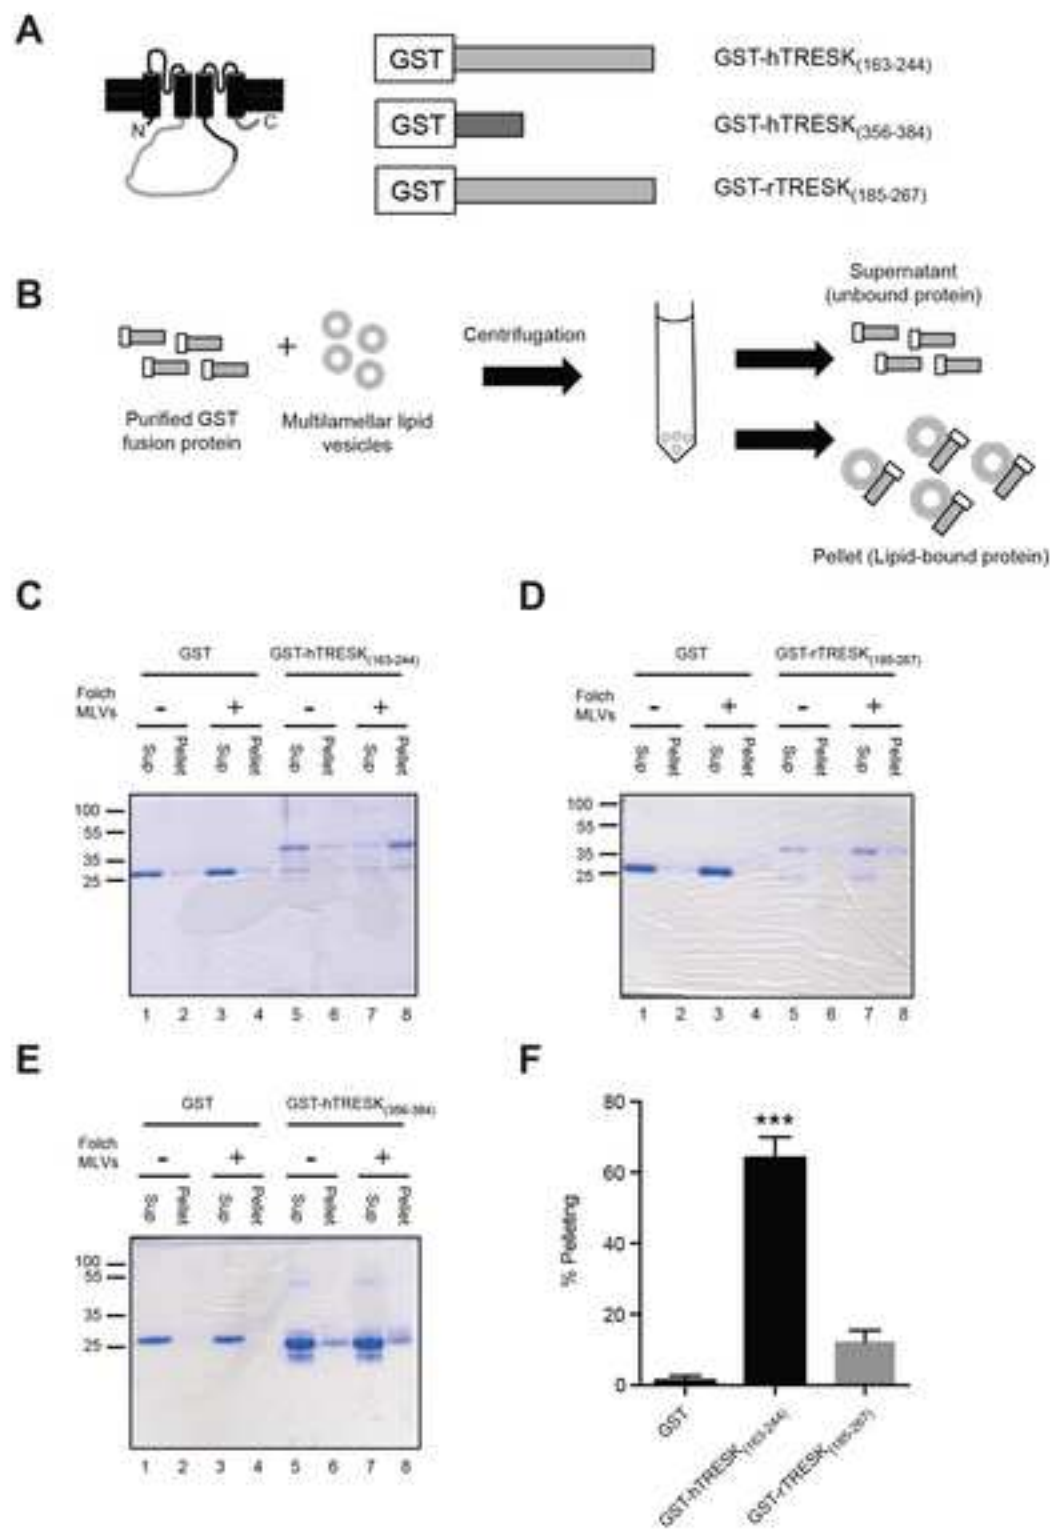 A
N
C
GST
GST-hTRESK(163-244)
GST
GST-hTRESK(356-384)
GST
GST-rTRESK(185-267)
B
Purified GST
fusion protein
+
Multilamellar lipid
vesicles
Centrifugation
Supernatant
(unbound protein)
Pellet (Lipid-bound protein)
C
GST GST-hTRESK(163-244)
Folch
MLVs
- + - +
Sup Pellet Sup Pellet Sup Pellet Sup Pellet
100
55
35
25
1 2 3 4 5 6 7 8
D
GST GST-rTRESK(185-267)
Folch
MLVs
- + - +
Sup Pellet Sup Pellet Sup Pellet Sup Pellet
100
55
35
25
1 2 3 4 5 6 7 8
E
GST GST-hTRESK(356-384)
Folch
MLVs
- + - +
Sup Pellet Sup Pellet Sup Pellet Sup Pellet
100
55
35
25
1 2 3 4 5 6 7 8
F
% Pelleting
80
60
40
20
0
***
GST
GST-hTRESK(163-244)
GST-rTRESK(185-267)